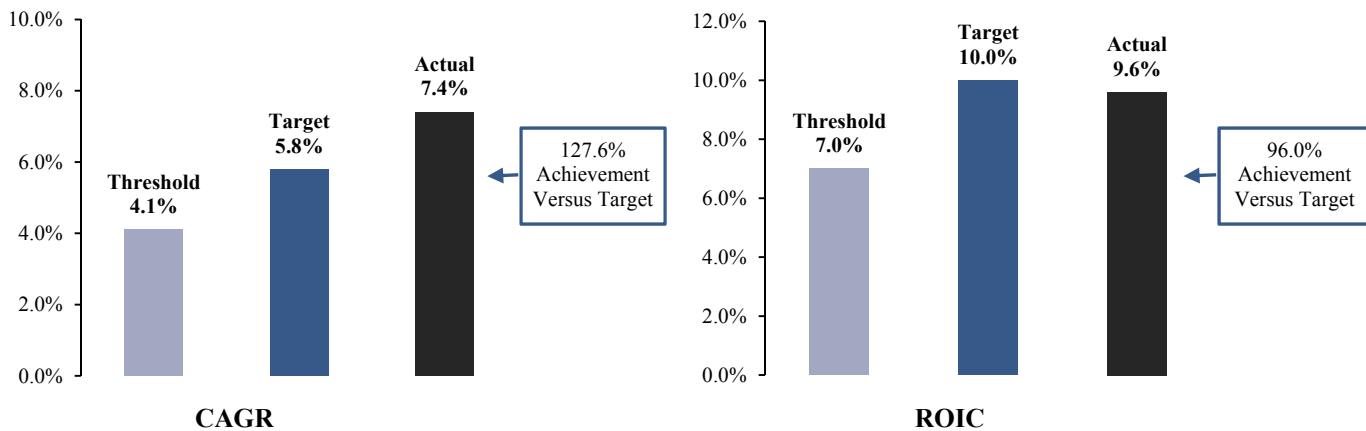 10.0%
8.0%
6.0%
4.0%
2.0%
0.0%
Threshold
4.1%
Target
5.8%
Actual
7.4%
127.6%
Achievement
Versus Target
CAGR
12.0%
10.0%
8.0%
6.0%
4.0%
2.0%
0.0%
Threshold
7.0%
Target
10.0%
Actual
9.6%
96.0%
Achievement
Versus Target
ROIC